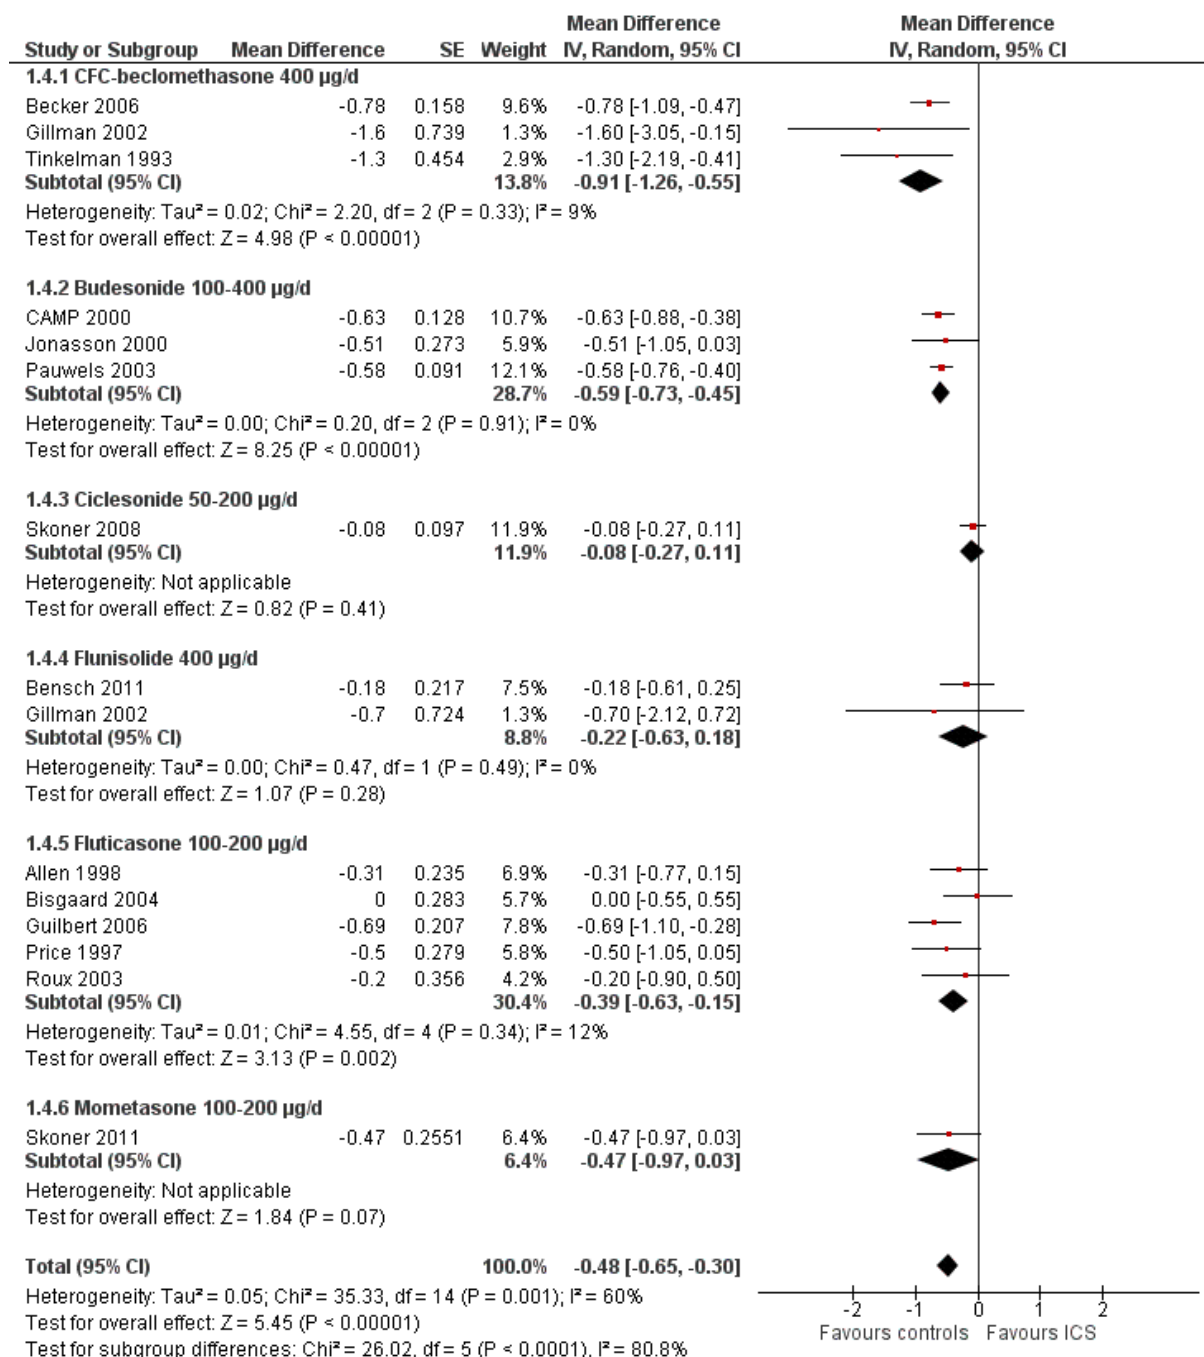 Mean Difference Mean Difference
Study or Subgroup Mean Difference SE Weight IV, Random, 95% CI IV, Random, 95% CI
1.4.1 CFC-beclomethasone 400 µg/d
Becker 2006 -0.78 0.158 9.6% -0.78 [-1.09, -0.47]
Gillman 2002 -1.6 0.739 1.3% -1.60 [-3.05, -0.15]
Tinkelman 1993 -1.3 0.454 2.9% -1.30 [-2.19, -0.41]
Subtotal (95% CI) 13.8% -0.91 [-1.26, -0.55]
Heterogeneity: Tau² = 0.02; Chi² = 2.20, df = 2 (P = 0.33); I² = 9%
Test for overall effect: Z = 4.98 (P < 0.00001)
1.4.2 Budesonide 100-400 µg/d
CAMP 2000 -0.63 0.128 10.7% -0.63 [-0.88, -0.38]
Jonasson 2000 -0.51 0.273 5.9% -0.51 [-1.05, 0.03]
Pauwels 2003 -0.58 0.091 12.1% -0.58 [-0.76, -0.40]
Subtotal (95% CI) 28.7% -0.59 [-0.73, -0.45]
Heterogeneity: Tau² = 0.00; Chi² = 0.20, df = 2 (P = 0.91); I² = 0%
Test for overall effect: Z = 8.25 (P < 0.00001)
1.4.3 Ciclesonide 50-200 µg/d
Skoner 2008 -0.08 0.097 11.9% -0.08 [-0.27, 0.11]
Subtotal (95% CI) 11.9% -0.08 [-0.27, 0.11]
Heterogeneity: Not applicable
Test for overall effect: Z = 0.82 (P = 0.41)
1.4.4 Flunisolide 400 µg/d
Bensch 2011 -0.18 0.217 7.5% -0.18 [-0.61, 0.25]
Gillman 2002 -0.7 0.724 1.3% -0.70 [-2.12, 0.72]
Subtotal (95% CI) 8.8% -0.22 [-0.63, 0.18]
Heterogeneity: Tau² = 0.00; Chi² = 0.47, df = 1 (P = 0.49); I² = 0%
Test for overall effect: Z = 1.07 (P = 0.28)
1.4.5 Fluticasone 100-200 µg/d
Allen 1998 -0.31 0.235 6.9% -0.31 [-0.77, 0.15]
Bisgaard 2004 0 0.283 5.7% 0.00 [-0.55, 0.55]
Guilbert 2006 -0.69 0.207 7.8% -0.69 [-1.10, -0.28]
Price 1997 -0.5 0.279 5.8% -0.50 [-1.05, 0.05]
Roux 2003 -0.2 0.356 4.2% -0.20 [-0.90, 0.50]
Subtotal (95% CI) 30.4% -0.39 [-0.63, -0.15]
Heterogeneity: Tau² = 0.01; Chi² = 4.55, df = 4 (P = 0.34); I² = 12%
Test for overall effect: Z = 3.13 (P = 0.002)
1.4.6 Mometasone 100-200 µg/d
Skoner 2011 -0.47 0.2551 6.4% -0.47 [-0.97, 0.03]
Subtotal (95% CI) 6.4% -0.47 [-0.97, 0.03]
Heterogeneity: Not applicable
Test for overall effect: Z = 1.84 (P = 0.07)
Total (95% CI) 100.0% -0.48 [-0.65, -0.30]
Heterogeneity: Tau² = 0.05; Chi² = 35.33, df = 14 (P = 0.001); I² = 60%
Test for overall effect: Z = 5.45 (P < 0.00001)
Test for subgroup differences: Chi² = 26.02, df = 5 (P < 0.0001), I² = 80.8%
-2 -1 0 1 2
Favours controls Favours ICS